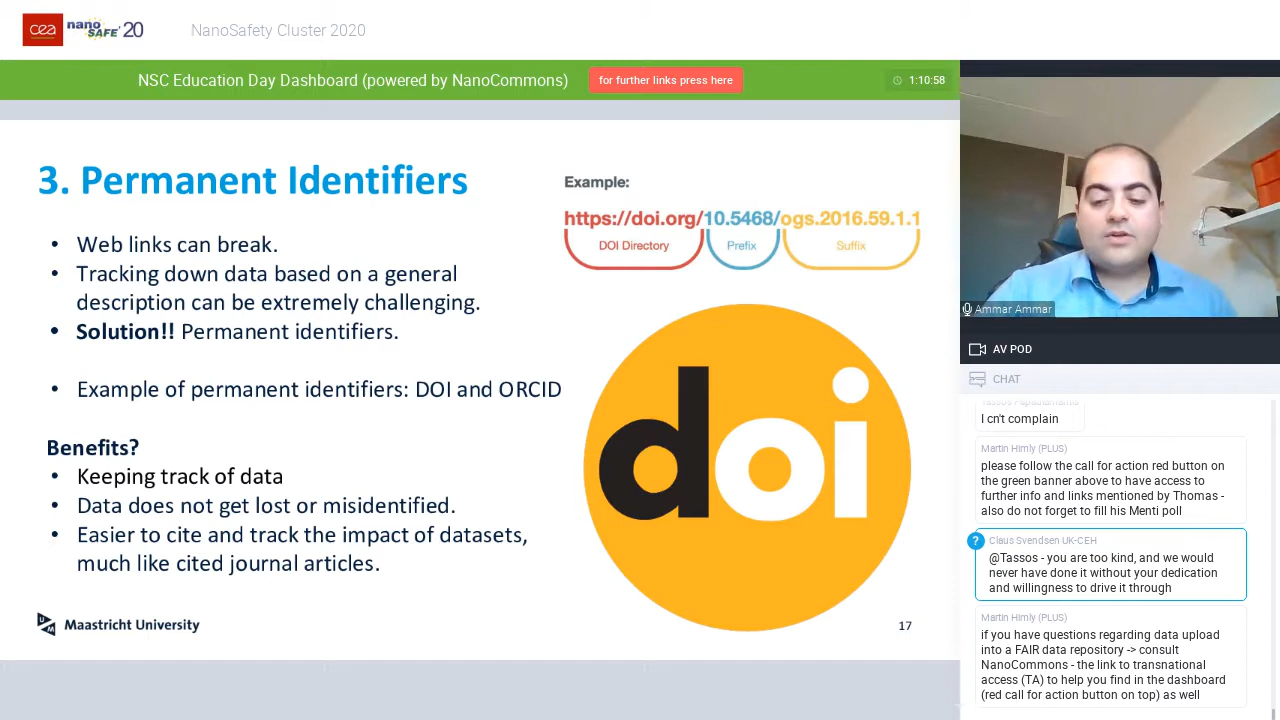 cea nano SAFE'20
NanoSafety Cluster 2020
NSC Education Day Dashboard (powered by NanoCommons)
for further links press here
1:10:58
3. Permanent Identifiers
• Web links can break.
• Tracking down data based on a general
description can be extremely challenging.
• Solution!! Permanent identifiers.
• Example of permanent identifiers: DOI and ORCID
Benefits?
• Keeping track of data
• Data does not get lost or misidentified.
• Easier to cite and track the impact of datasets,
much like cited journal articles.
Example:
https://doi.org/10.5468/ogs.2016.59.1.1
DOI Directory Prefix Suffix
doi
UM Maastricht University
17
Ammar Ammar
AV POD
CHAT
I cn't complain
Martin Himly (PLUS)
please follow the call for action red button on
the green banner above to have access to
further info and links mentioned by Thomas -
also do not forget to fill his Menti poll
?
Claus Svendsen UK-CEH
@Tassos - you are too kind, and we would
never have done it without your dedication
and willingness to drive it through
Martin Himly (PLUS)
if you have questions regarding data upload
into a FAIR data repository -> consult
NanoCommons - the link to transnational
access (TA) to help you find in the dashboard
(red call for action button on top) as well